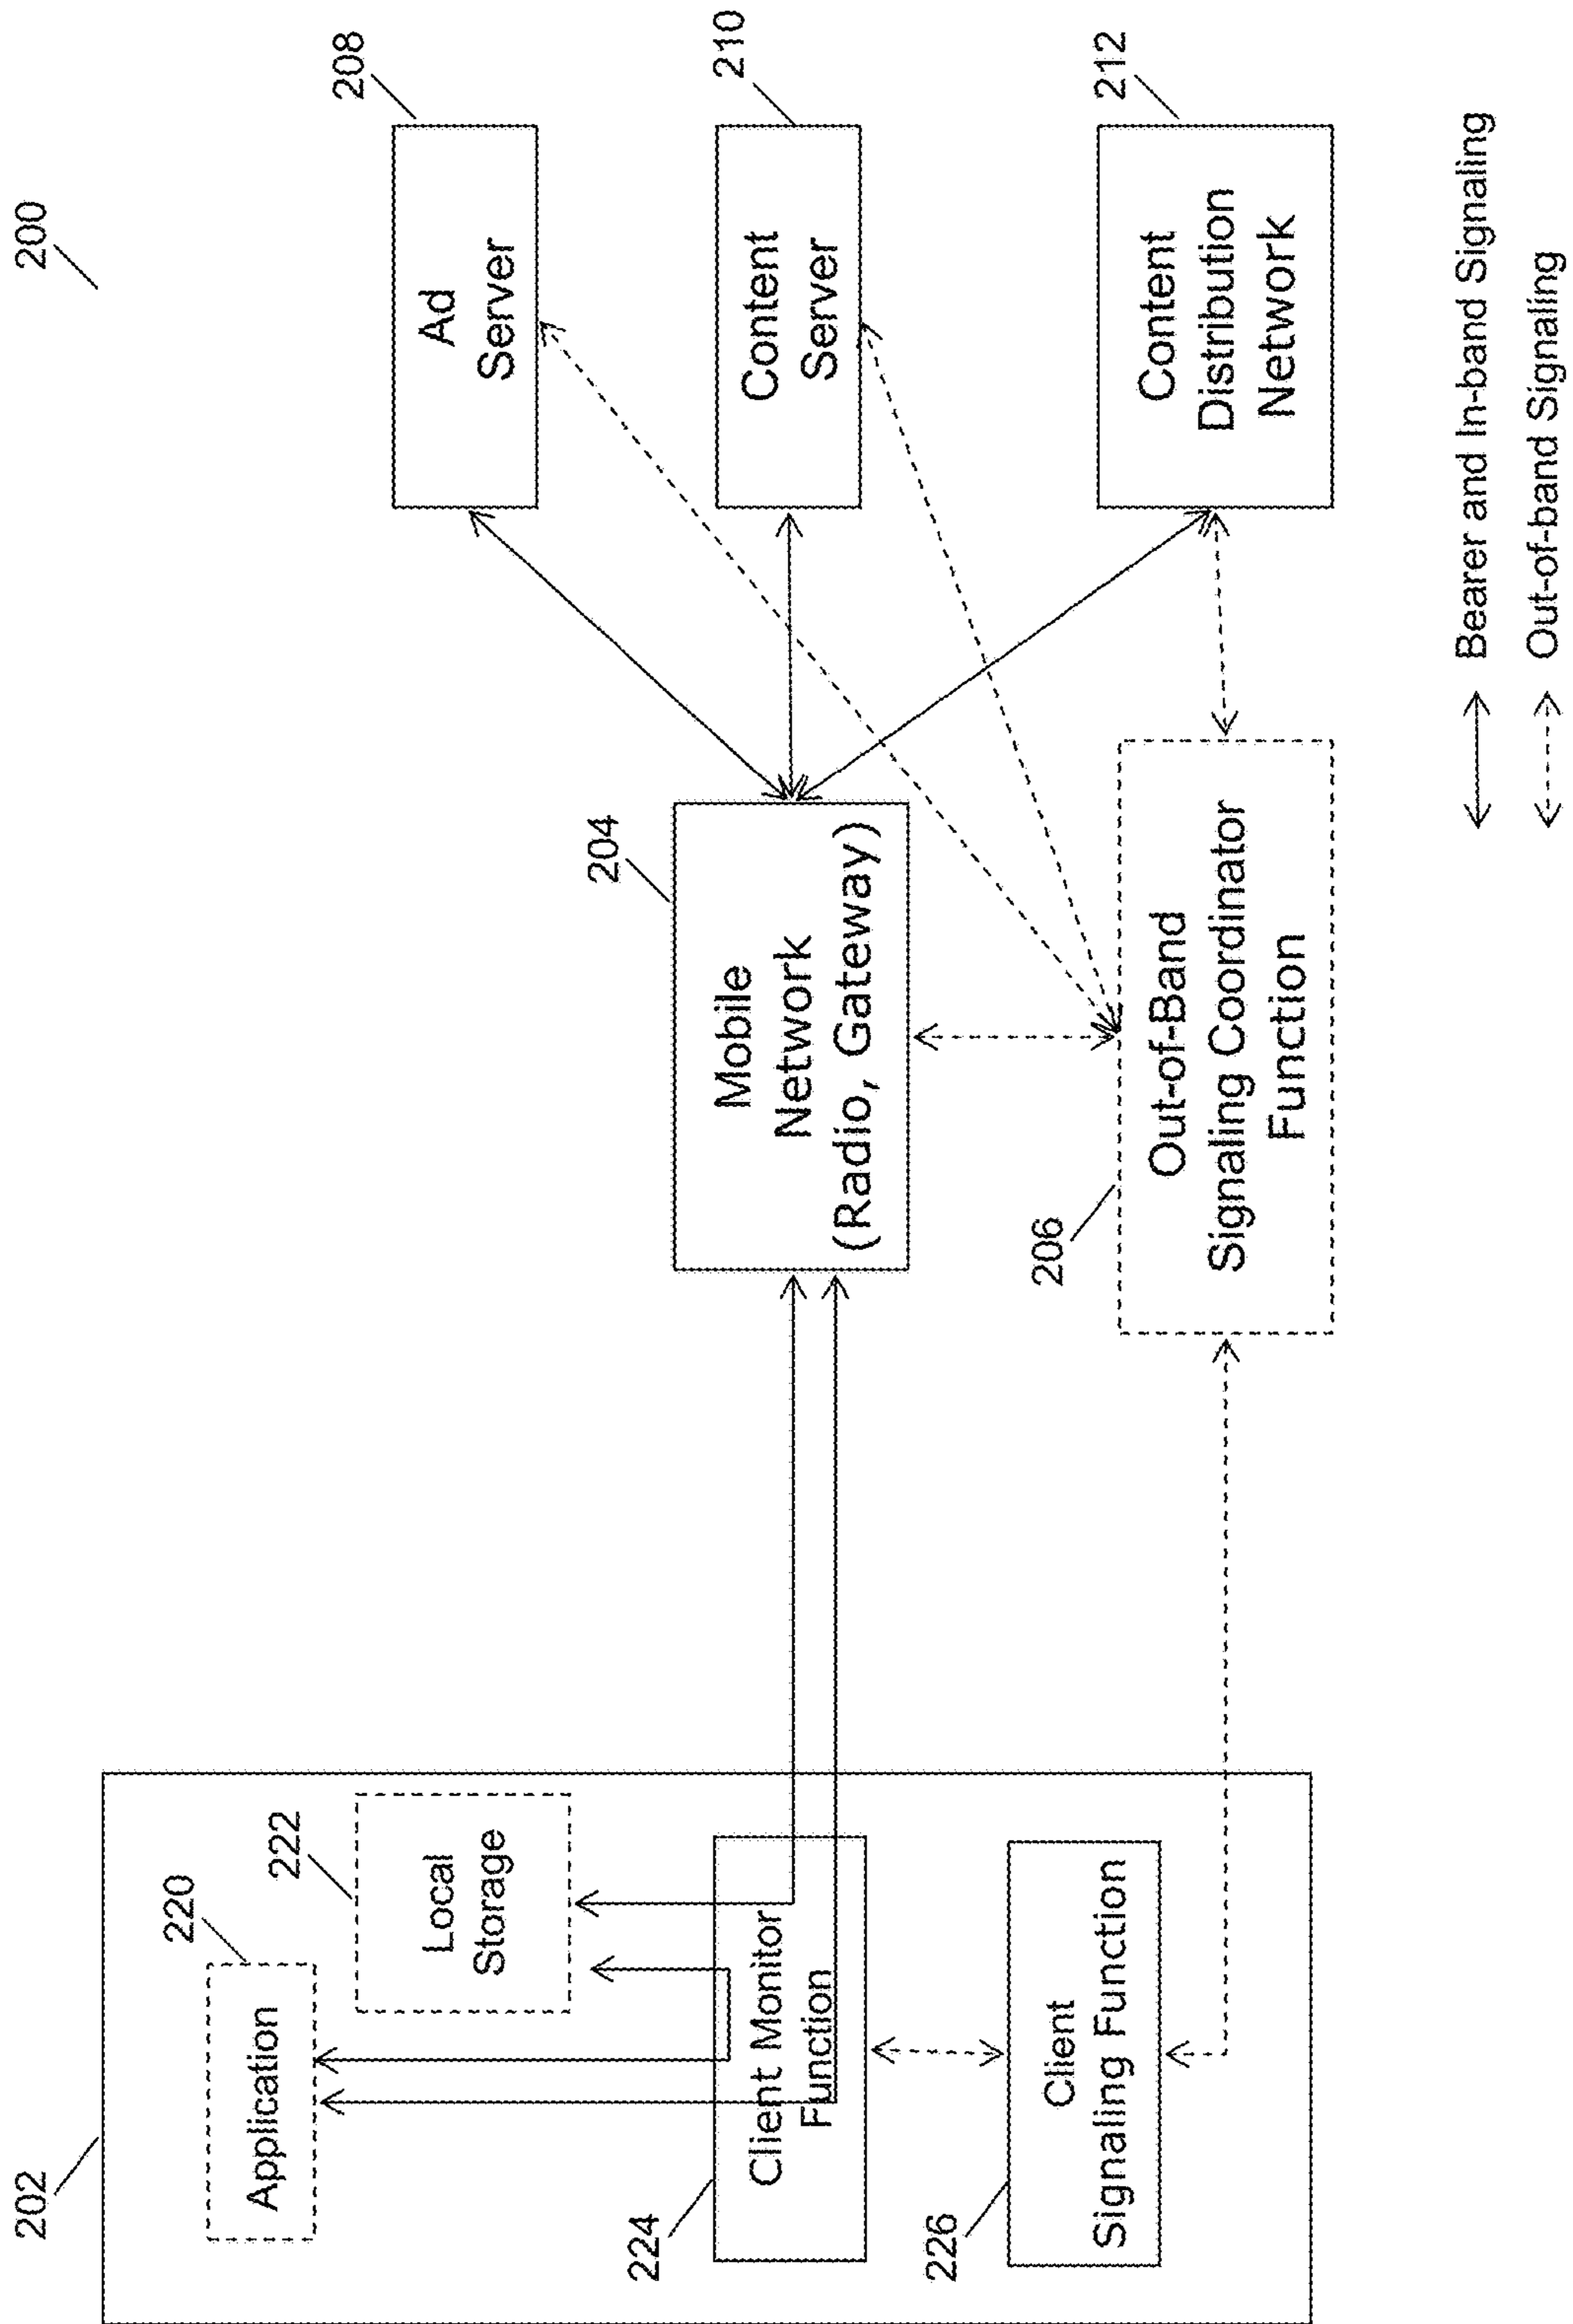 200
202
220
Application
222
Local
Storage
224
Client Monitor
Function
226
Client
Signaling Function
204
Mobile
Network
(Radio, Gateway)
206
Out-of-Band
Signaling Coordinator
Function
208
Ad
Server
210
Content
Server
212
Content
Distribution
Network
Bearer and In-band Signaling
Out-of-band Signaling